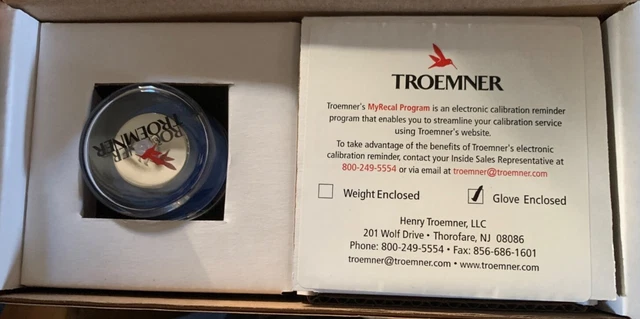 TROEMNER
TROEMNER
Troemner's MyRecal Program is an electronic calibration reminder
program that enables you to streamline your calibration service
using Troemner's website.
To take advantage of the benefits of Troemner's electronic
calibration reminder, contact your Inside Sales Representative at
800-249-5554 or via email at troemner@troemner.com
Weight Enclosed
Glove Enclosed
Henry Troemner, LLC
201 Wolf Drive • Thorofare, NJ 08086
Phone: 800-249-5554 • Fax: 856-686-1601
troemner@troemner.com • www.troemner.com